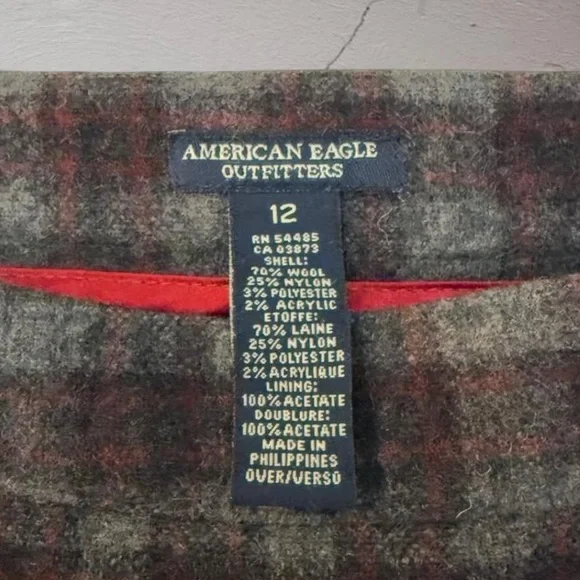 AMERICAN EAGLE
OUTFITTERS
12
RN 54485
CA 03873
SHELL:
70% WOOL
25% NYLON
3% POLYESTER
2% ACRYLIC
ETOFFE:
70% LAINE
25% NYLON
3% POLYESTER
2% ACRYLIQUE
LINING:
100% ACETATE
DOUBLURE:
100% ACETATE
MADE IN
PHILIPPINES
OVER/VERSO